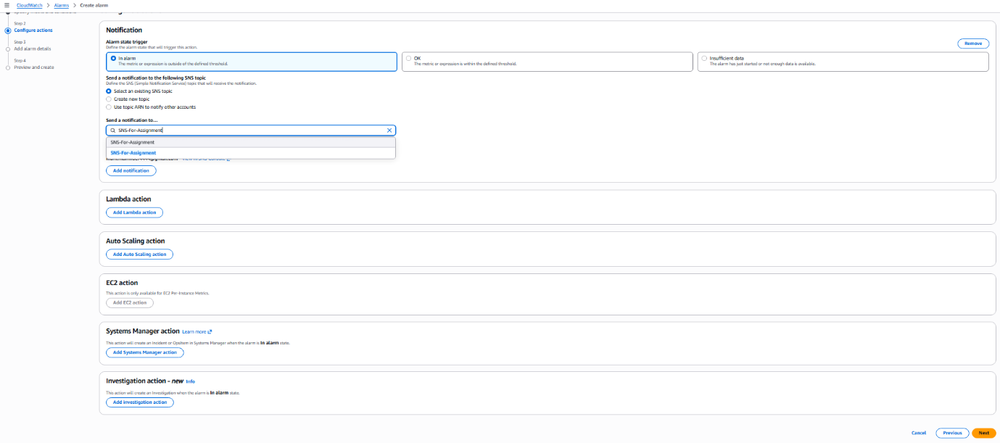 CloudWatch > Alarms > Create alarm
Step 2
Configure actions
Step 3
Add alarm details
Step 4
Preview and create
Notification
Alarm state trigger
Define the alarm state that will trigger this action.
Remove
In alarm
The metric or expression is outside of the defined threshold.
OK
The metric or expression is within the defined threshold.
Insufficient data
The alarm has just started or not enough data is available.
Send a notification to the following SNS topic
Define the SNS (Simple Notification Service) topic that will receive the notification.
Select an existing SNS topic
Create new topic
Use topic ARN to notify other accounts
Send a notification to...
SNS-For-Assignment
SNS-For-Assignment
SNS-For-Assignment
Add notification
Lambda action
Add Lambda action
Auto Scaling action
Add Auto Scaling action
EC2 action
This action is only available for EC2 Per-Instance Metrics.
Add EC2 action
Systems Manager action Learn more
This action will create an Incident or OpsItem in Systems Manager when the alarm is In alarm state.
Add Systems Manager action
Investigation action - new Info
This action will create an Investigation when the alarm is In alarm state.
Add investigation action
Cancel
Previous
Next